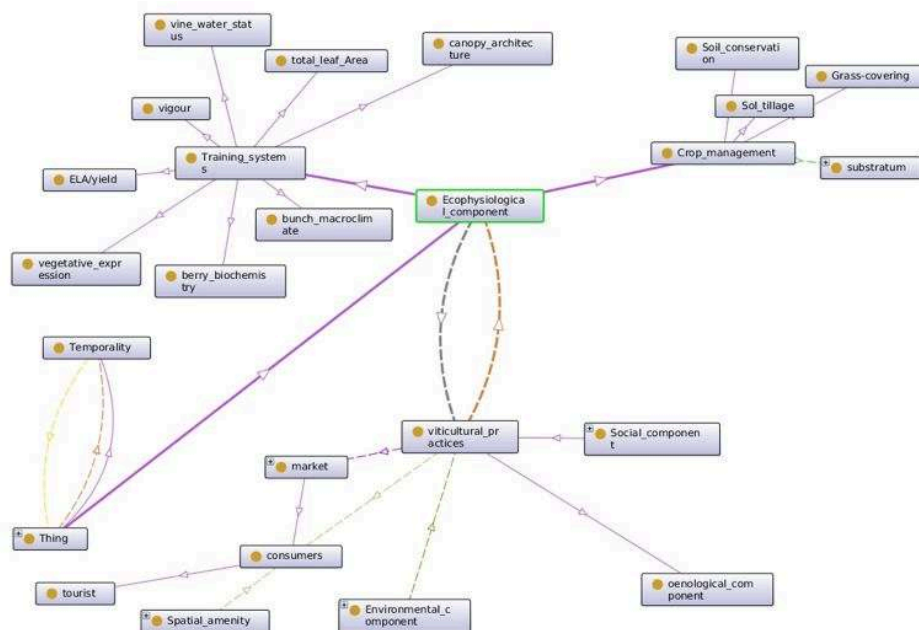 vine_water_stat
us
total_leaf_Area
canopy_architec
ture
Soil_conservati
on
Grass-covering
vigour
Sol_tillage
Training_system
s
Crop_management
substratum
ELA/yield
Ecophysiologica
l_component
bunch_macroclim
ate
vegetative_expr
ession
berry_biochemis
try
Temporality
viticultural_pr
actices
Social_componen
t
market
Thing
consumers
tourist
oenological_com
ponent
Spatial_amenity
Environmental_c
omponent